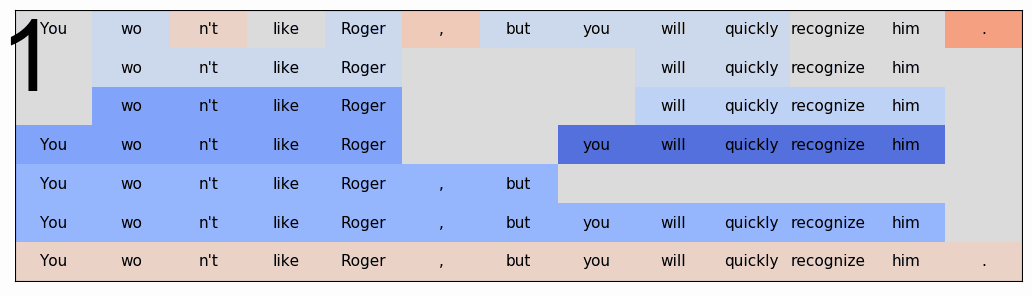 1
You wo n't like Roger , but you will quickly recognize him .
wo n't like Roger will quickly recognize him
wo n't like Roger will quickly recognize him
You wo n't like Roger you will quickly recognize him
You wo n't like Roger , but
You wo n't like Roger , but you will quickly recognize him
You wo n't like Roger , but you will quickly recognize him .